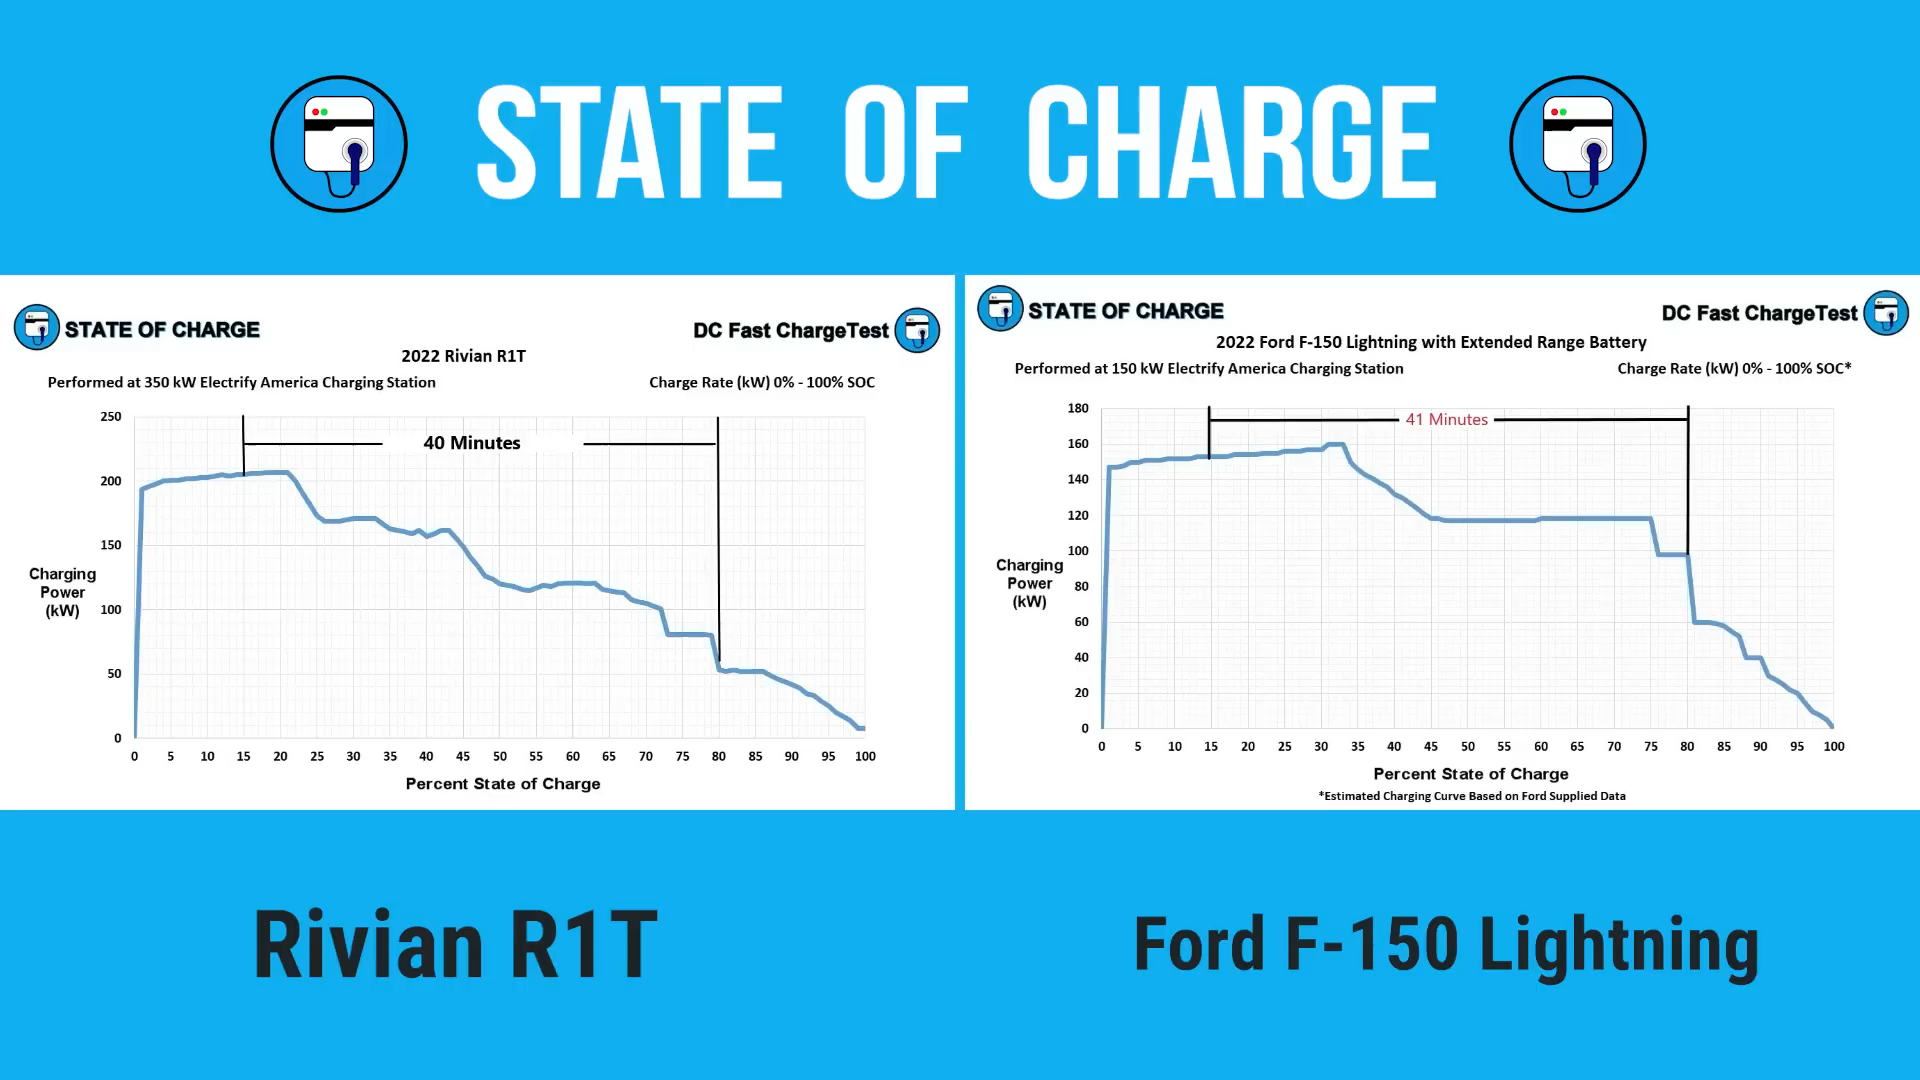 STATE OF CHARGE
STATE OF CHARGE
DC Fast ChargeTest
2022 Rivian R1T
Performed at 350 kW Electrify America Charging Station
Charge Rate (kW) 0% - 100% SOC
40 Minutes
250
200
150
100
50
0
Charging
Power
(kW)
0 5 10 15 20 25 30 35 40 45 50 55 60 65 70 75 80 85 90 95 100
Percent State of Charge
STATE OF CHARGE
DC Fast ChargeTest
2022 Ford F-150 Lightning with Extended Range Battery
Performed at 150 kW Electrify America Charging Station
Charge Rate (kW) 0% - 100% SOC*
41 Minutes
180
160
140
120
100
80
60
40
20
0
Charging
Power
(kW)
0 5 10 15 20 25 30 35 40 45 50 55 60 65 70 75 80 85 90 95 100
Percent State of Charge
*Estimated Charging Curve Based on Ford Supplied Data
Rivian R1T
Ford F-150 Lightning